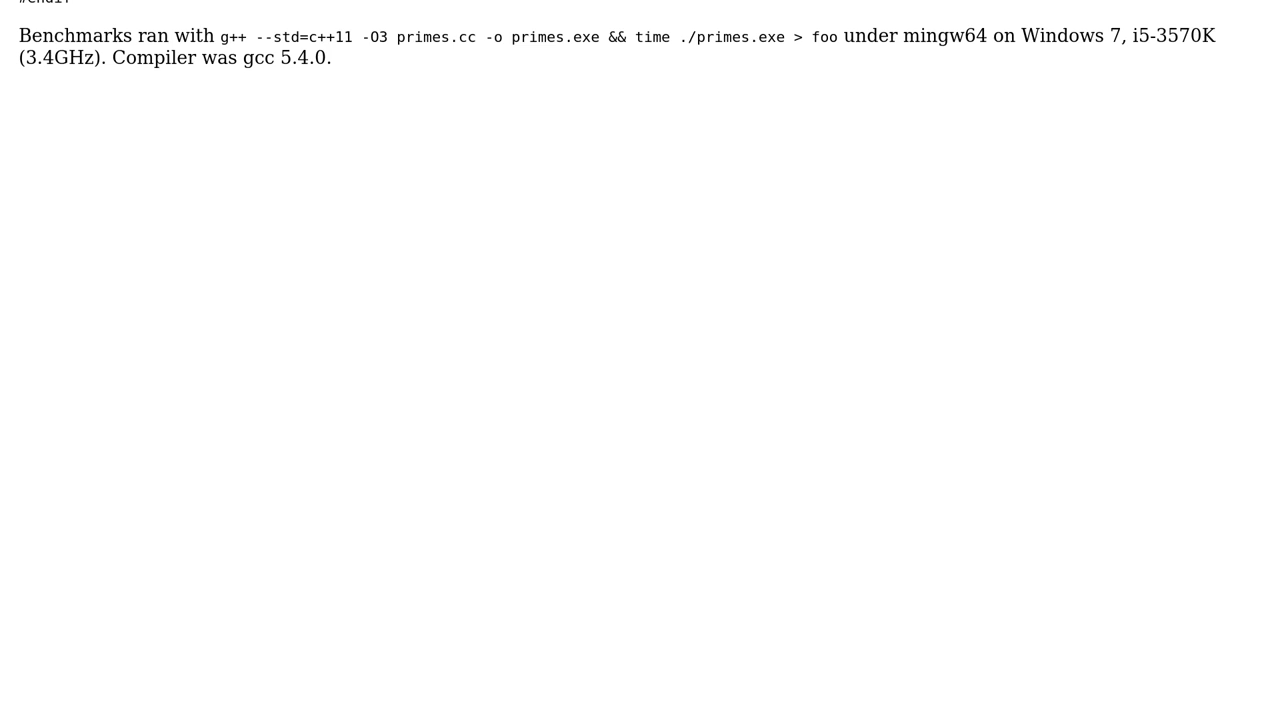 #endif
Benchmarks ran with g++ --std=c++11 -O3 primes.cc -o primes.exe && time ./primes.exe > foo under mingw64 on Windows 7, i5-3570K
(3.4GHz). Compiler was gcc 5.4.0.